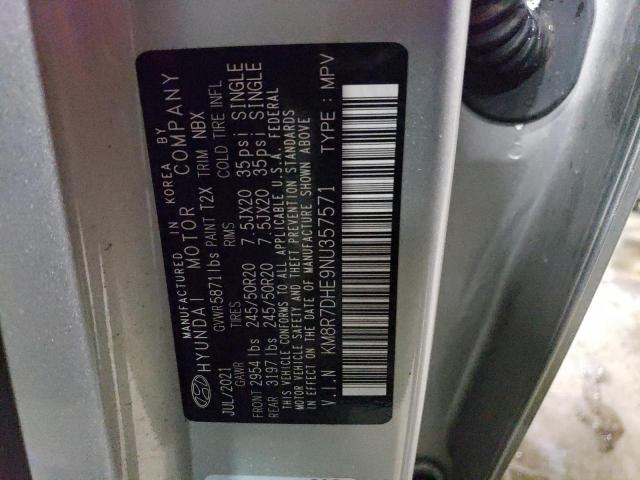 MANUFACTURED IN KOREA BY
HYUNDAI MOTOR COMPANY
JUL/2021 GVWR 5871lbs PAINT T2X TRIM NBX
GAWR TIRES RIMS COLD TIRE INFL
FRONT 2954 lbs 245/50R20 7.5JX20 35psi SINGLE
REAR 3197 lbs 245/50R20 7.5JX20 35psi SINGLE
THIS VEHICLE CONFORMS TO ALL APPLICABLE U.S.A. FEDERAL
MOTOR VEHICLE SAFETY AND THEFT PREVENTION STANDARDS
IN EFFECT ON THE DATE OF MANUFACTURE SHOWN ABOVE
V.I.N KM8R7DHE9NU357571 TYPE : MPV